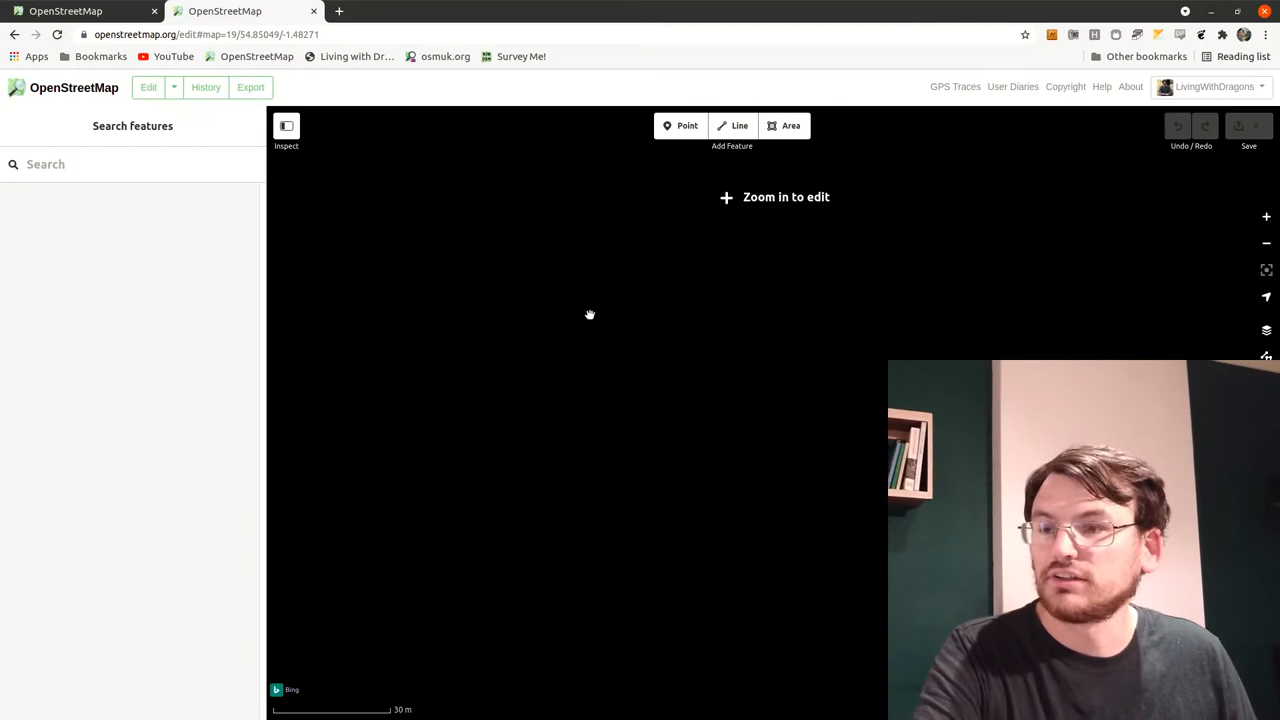 OpenStreetMap
OpenStreetMap
openstreetmap.org/edit#map=19/54.85049/-1.48271
Apps Bookmarks YouTube OpenStreetMap Living with Dr... osmuk.org Survey Me! Other bookmarks Reading list
OpenStreetMap Edit History Export GPS Traces User Diaries Copyright Help About LivingWithDragons
Search features
Search
Point Line Area
Inspect Add Feature Undo / Redo Save
Zoom in to edit
Bing
30 m